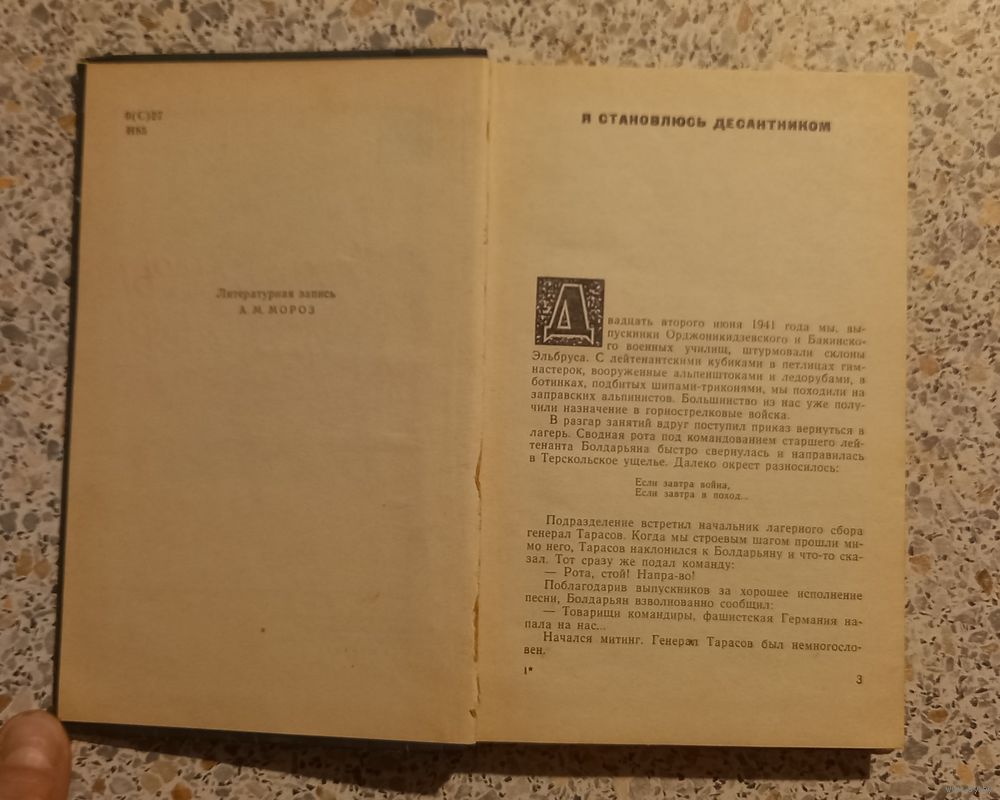 9(С)27
И85
Литературная запись
А. М. МОРОЗ
Я СТАНОВЛЮСЬ ДЕСАНТНИКОМ
Двадцать второго июня 1941 года мы, вы-
пускники Орджоникидзевского и Бакинско-
го военных училищ, штурмовали склоны
Эльбруса. С лейтенантскими кубиками в петлицах гим-
настерок, вооруженные альпенштоками и ледорубами, в
ботинках, подбитых шипами-триконями, мы походили на
заправских альпинистов. Большинство из нас уже полу-
чили назначение в горнострелковые войска.
В разгар занятий вдруг поступил приказ вернуться в
лагерь. Сводная рота под командованием старшего лей-
тенанта Болдарьяна быстро свернулась и направилась
в Терскольское ущелье. Далеко окрест разносилось:
Если завтра война,
Если завтра в поход...
Подразделение встретил начальник лагерного сбора
генерал Тарасов. Когда мы строевым шагом прошли ми-
мо него, Тарасов наклонился к Болдарьяну и что-то ска-
зал. Тот сразу же подал команду:
— Рота, стой! Напра-во!
Поблагодарив выпускников за хорошее исполнение
песни, Болдарьян взволнованно сообщил:
— Товарищи командиры, фашистская Германия на-
пала на нас...
Начался митинг. Генерал Тарасов был немногосло-
вен.
1*
3